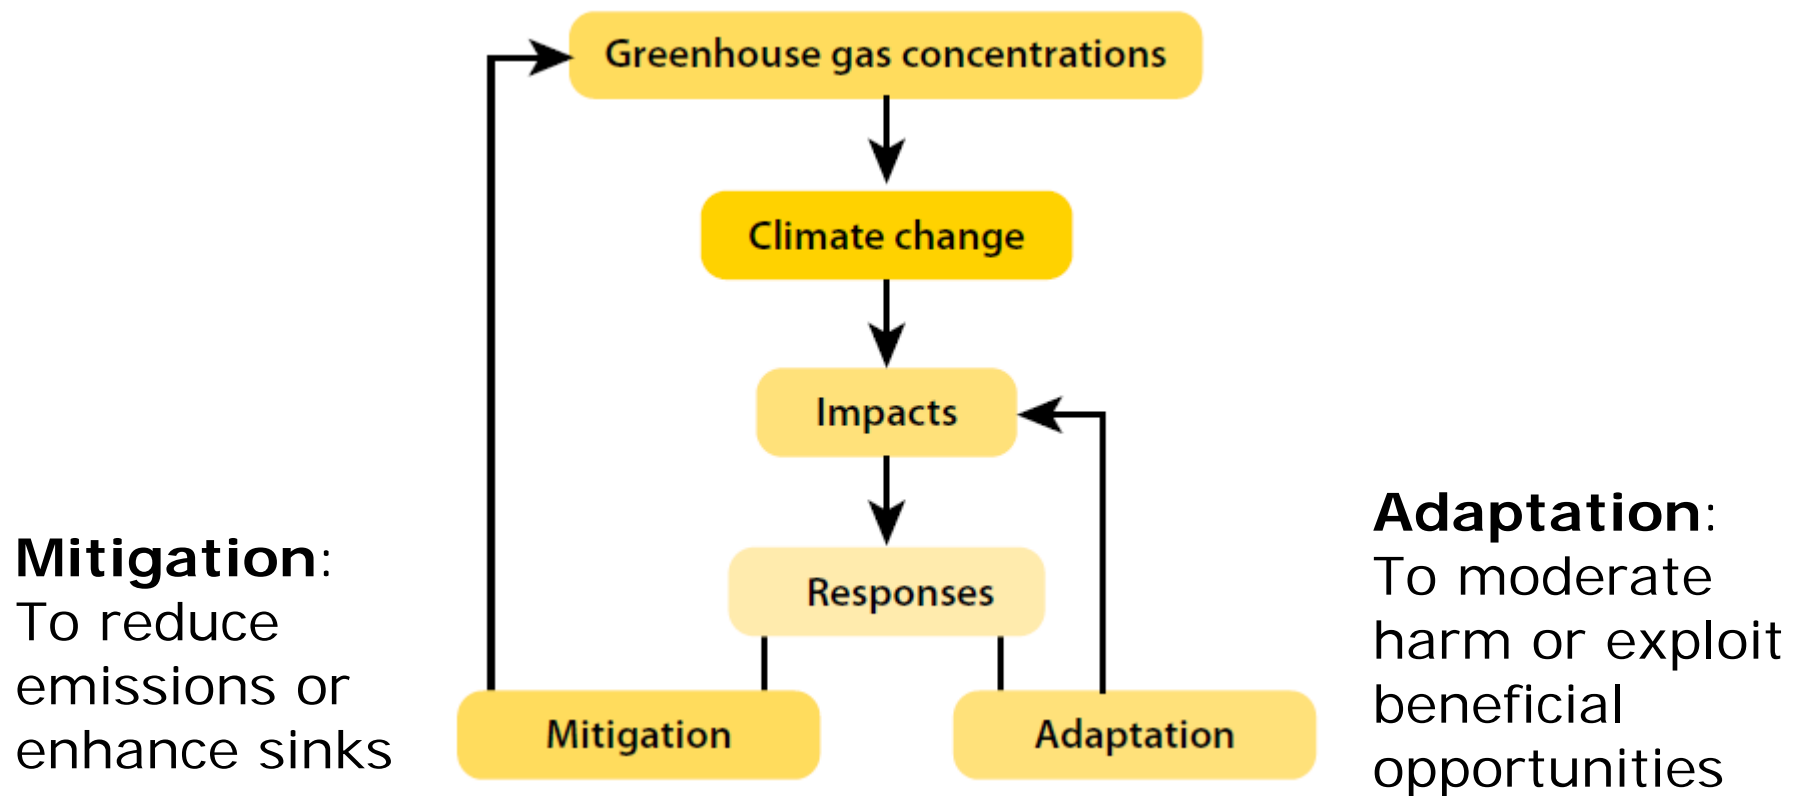 Greenhouse gas concentrations
Climate change
Impacts
Responses
Mitigation
Adaptation
Mitigation:
To reduce
emissions or
enhance sinks
Adaptation:
To moderate
harm or exploit
beneficial
opportunities